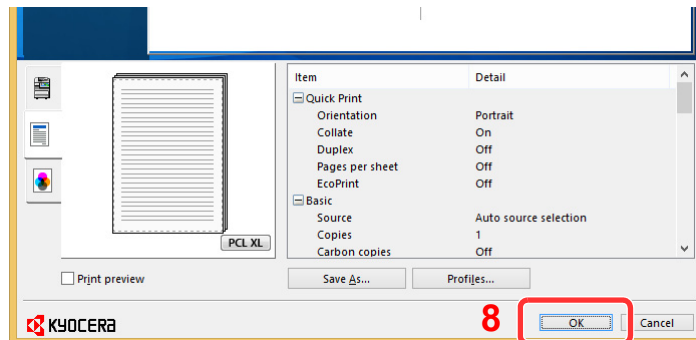 Item Detail
Quick Print
Orientation Portrait
Collate On
Duplex Off
Pages per sheet Off
EcoPrint Off
Basic
Source Auto source selection
Copies 1
Carbon copies Off
PCL XL
Print preview Save As... Profiles...
KYOCERA 8 OK Cancel